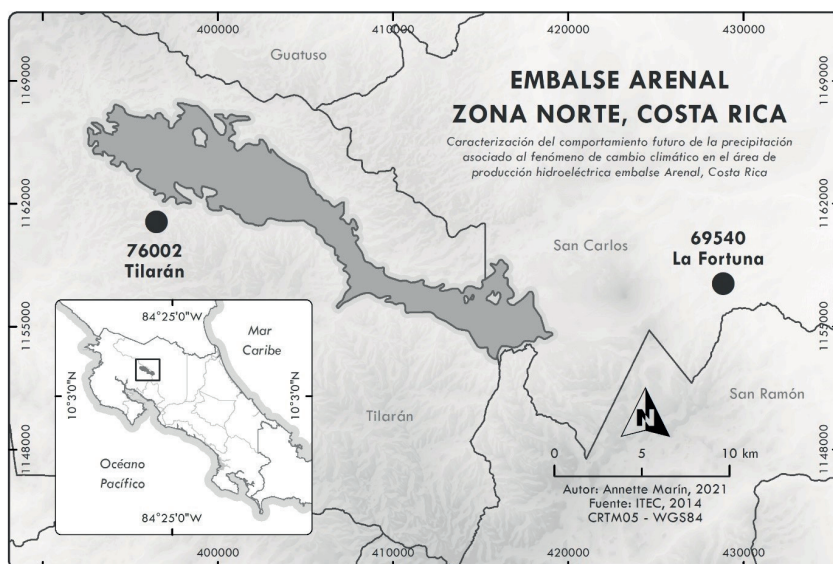 400000
410000
420000
430000
1169000
1162000
1155000
1148000
Guatuso
EMBALSE ARENAL
ZONA NORTE, COSTA RICA
Caracterización del comportamiento futuro de la precipitación
asociado al fenómeno de cambio climático en el área de
producción hidroeléctrica embalse Arenal, Costa Rica
76002
Tilarán
San Carlos
69540
La Fortuna
84°25'0"W
Mar
Caribe
10°3'0"N
10°3'0"N
Océano
Pacífico
84°25'0"W
Tilarán
San Ramón
N
0 5 10 km
Autor: Annette Marín, 2021
Fuente: ITEC, 2014
CRTM05 - WGS84
1169000
1162000
1155000
1148000
400000
410000
420000
430000